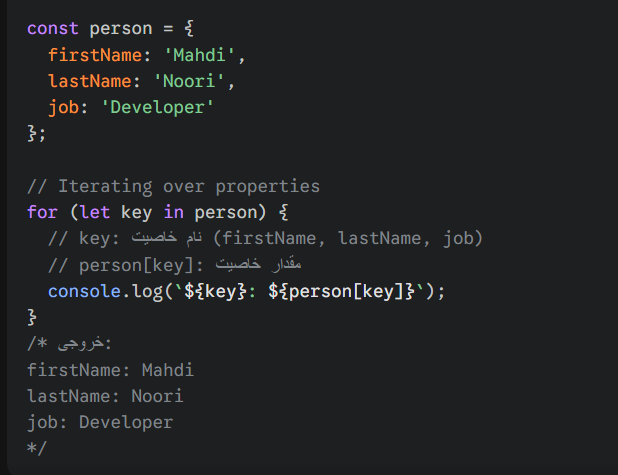 const person = {
  firstName: 'Mahdi',
  lastName: 'Noori',
  job: 'Developer'
};

// Iterating over properties
for (let key in person) {
  // key: نام خاصیت (firstName, lastName, job)
  // person[key]: مقدار خاصیت
  console.log(`${key}: ${person[key]}`);
}
/* خروجی:
firstName: Mahdi
lastName: Noori
job: Developer
*/